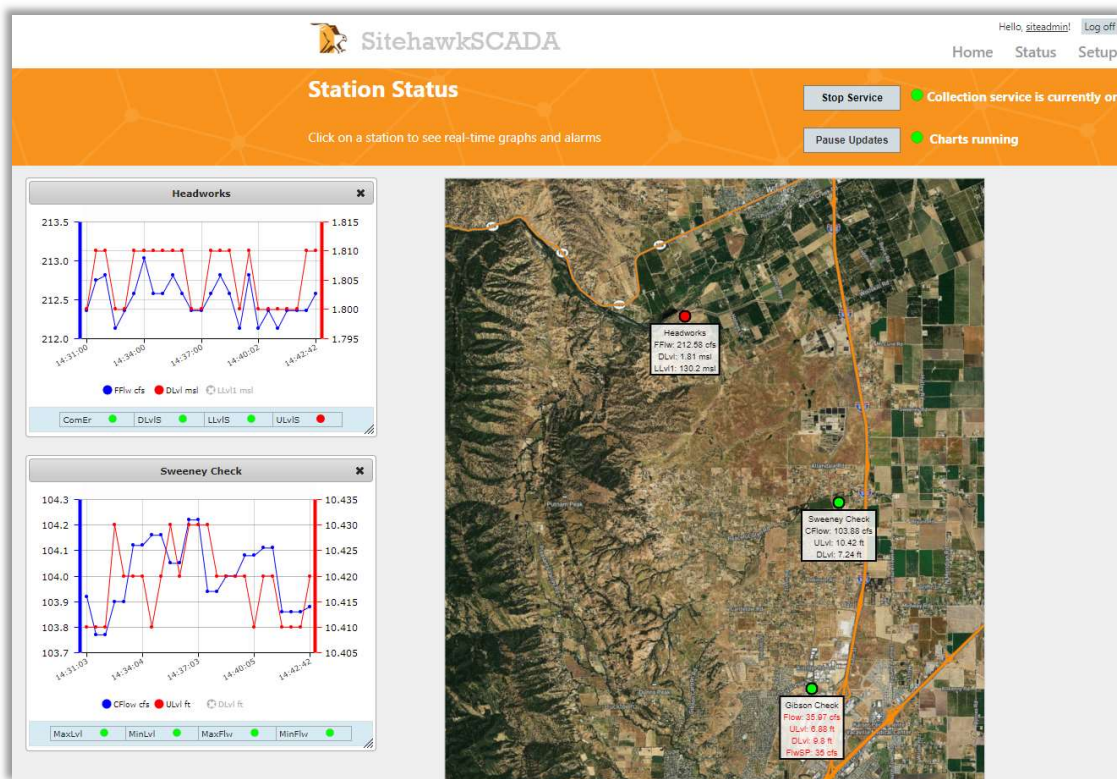 SitehawkSCADA
Hello, siteadmin! Log off
Home Status Setup
Station Status
Click on a station to see real-time graphs and alarms
Stop Service
Collection service is currently on
Pause Updates
Charts running
Headworks
213.5
213.0
212.5
212.0
1.815
1.810
1.805
1.800
1.795
14:31:00 14:34:00 14:37:00 14:40:02 14:42:42
FFlw cfs DLvl msl LLvl1 msl
ComEr DLvlS LLvlS ULvlS
Sweeney Check
104.3
104.2
104.1
104.0
103.9
103.8
103.7
10.435
10.430
10.425
10.420
10.415
10.410
10.405
14:31:03 14:34:04 14:37:03 14:40:05 14:42:42
CFlow cfs ULvl ft DLvl ft
MaxLvl MinLvl MaxFlw MinFlw
Headworks
FFlw: 212.58 cfs
DLvl: 1.81 msl
LLvl1: 130.2 msl
Putnam Peak
Allendale Rd
Sweeney Check
CFlow: 103.88 cfs
ULvl: 10.42 ft
DLvl: 7.24 ft
Gibson Check
Flow: 35.97 cfs
ULvl: 6.88 ft
DLvl: 9.8 ft
FlwSP: 35 cfs